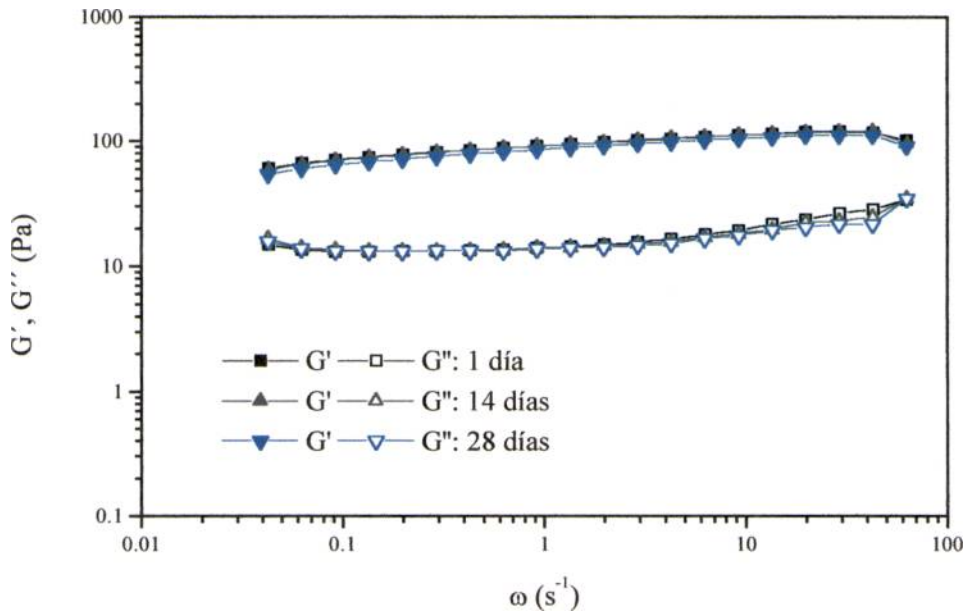 1000
100
10
1
0.1
G´, G´´ (Pa)
G' G": 1 día
G' G": 14 días
G' G": 28 días
0.01 0.1 1 10 100
ω (s⁻¹)